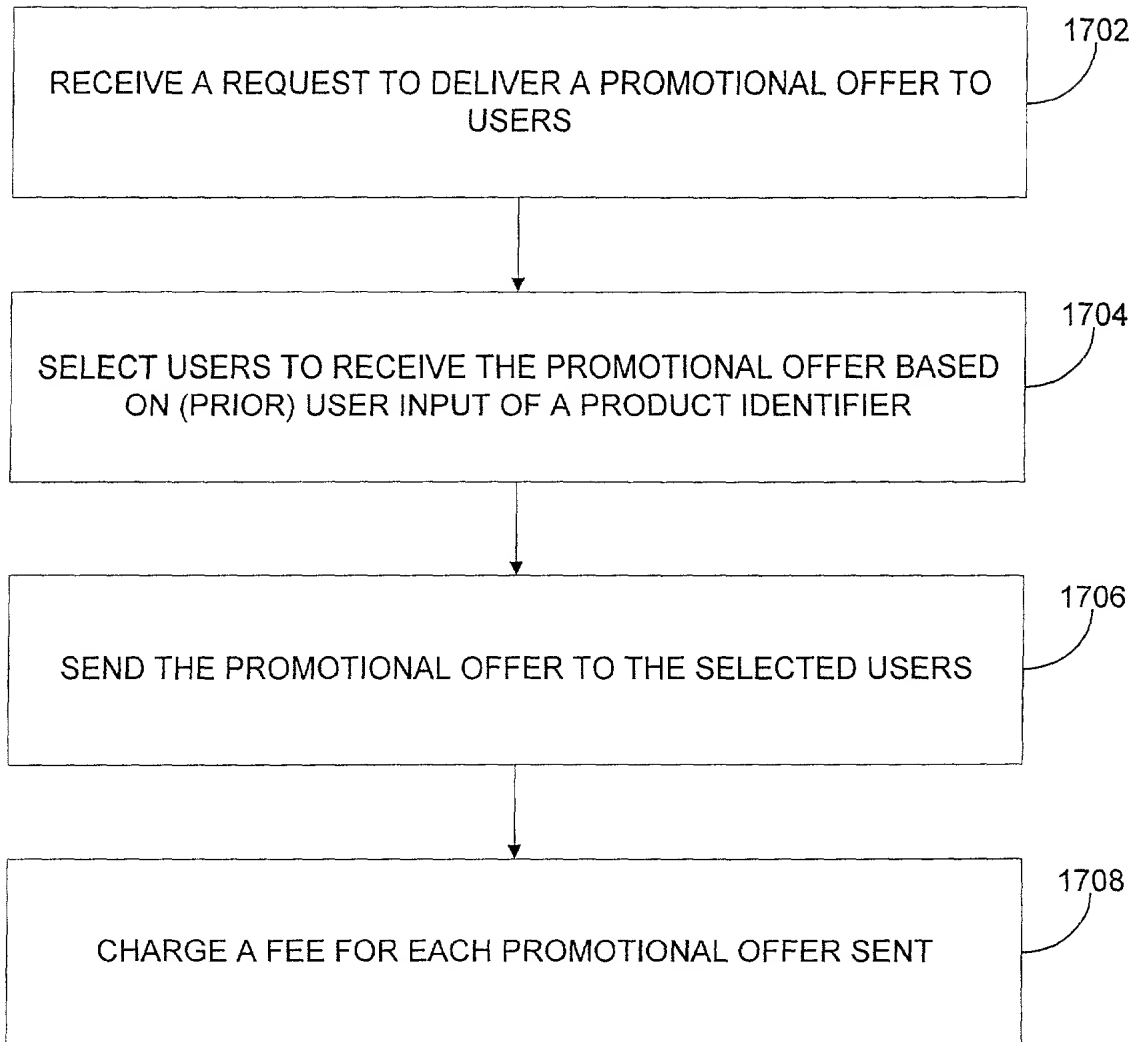 1702
RECEIVE A REQUEST TO DELIVER A PROMOTIONAL OFFER TO
USERS
1704
SELECT USERS TO RECEIVE THE PROMOTIONAL OFFER BASED
ON (PRIOR) USER INPUT OF A PRODUCT IDENTIFIER
1706
SEND THE PROMOTIONAL OFFER TO THE SELECTED USERS
1708
CHARGE A FEE FOR EACH PROMOTIONAL OFFER SENT